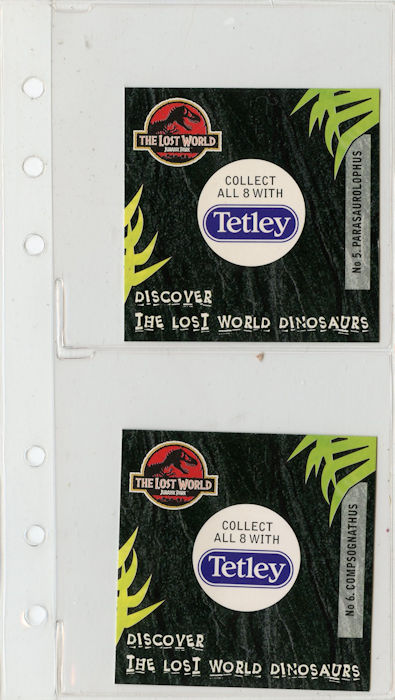 THE LOST WORLD
JURASSIC PARK
COLLECT
ALL 8 WITH
Tetley
No 5. PARASAUROLOPHUS
DISCOVER
THE LOST WORLD DINOSAURS
THE LOST WORLD
JURASSIC PARK
COLLECT
ALL 8 WITH
Tetley
No 6. COMPSOGNATHUS
DISCOVER
THE LOST WORLD DINOSAURS